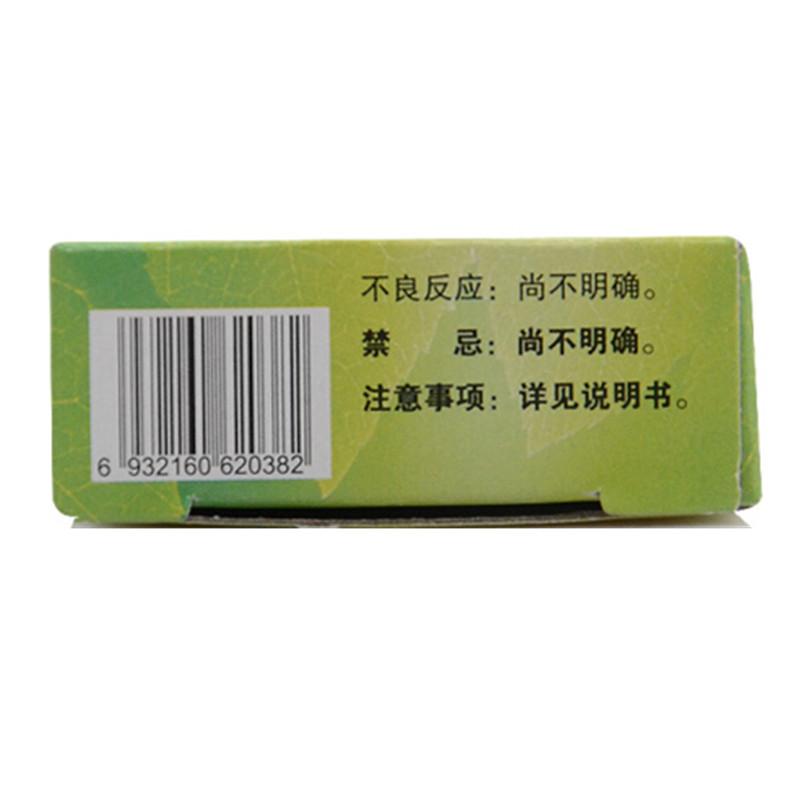 不良反应：尚不明确。
禁　　忌：尚不明确。
注意事项：详见说明书。
6 932160 620382